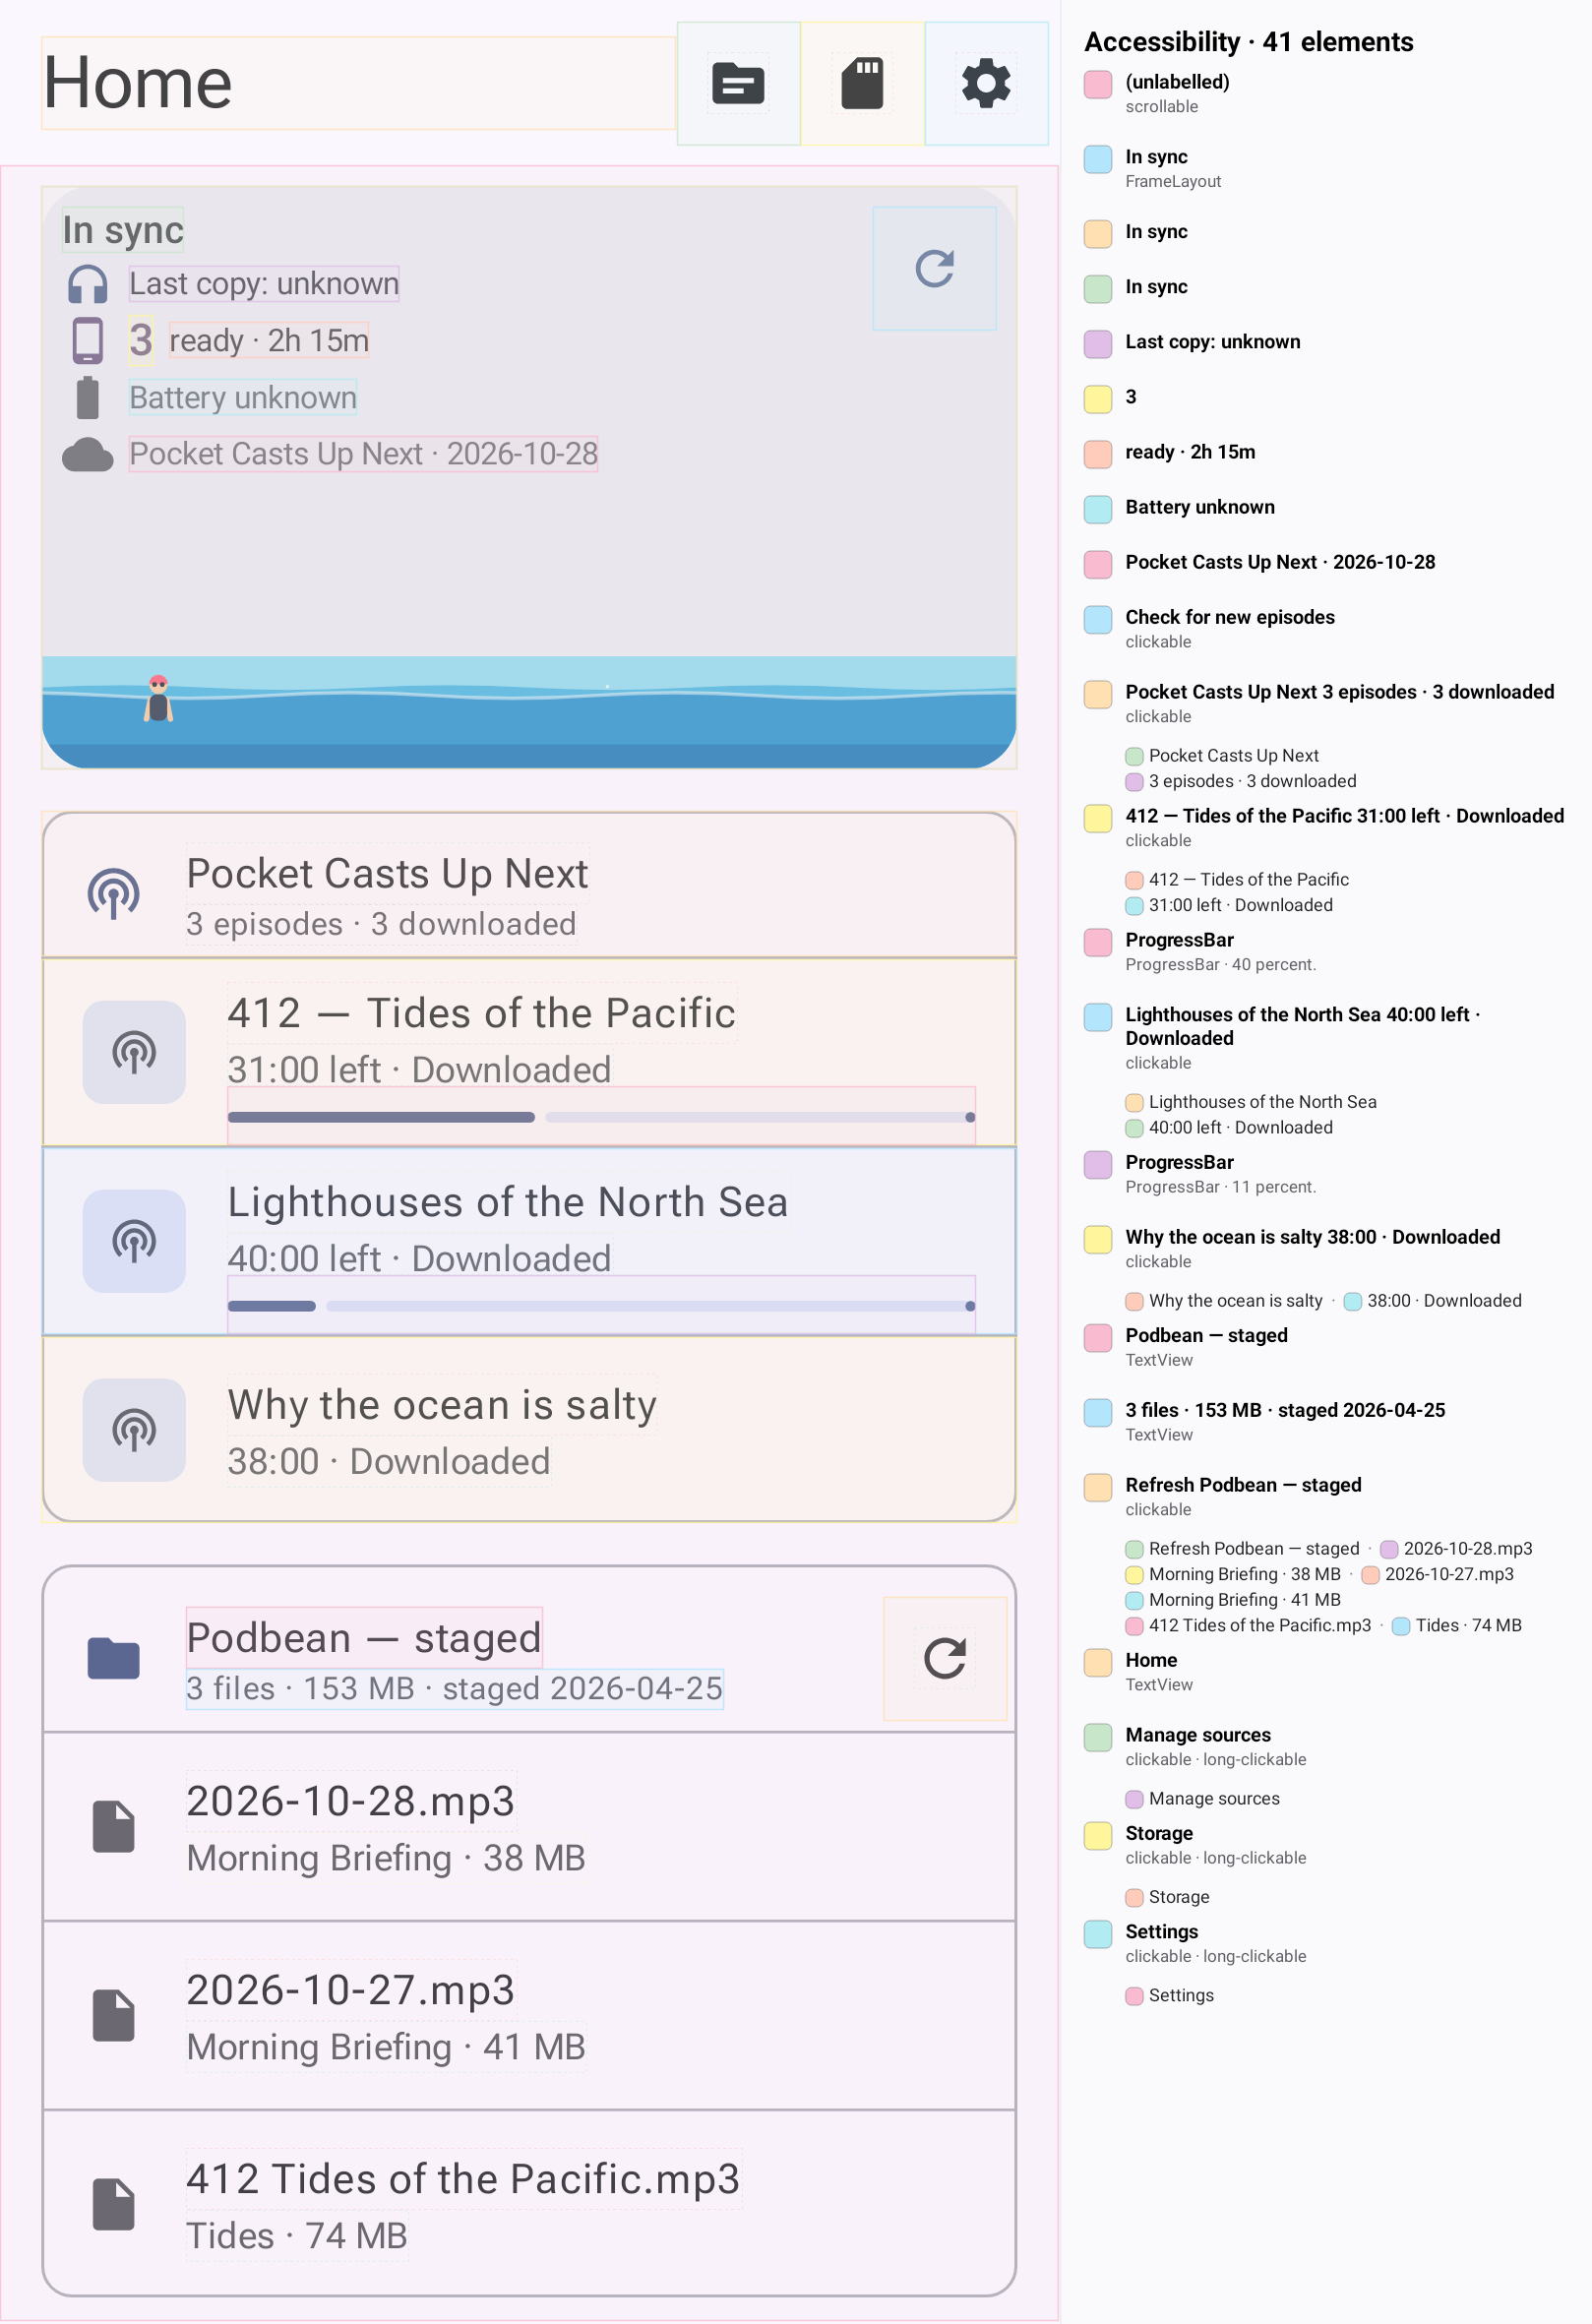 Home
In sync
Last copy: unknown
3 ready · 2h 15m
Battery unknown
Pocket Casts Up Next · 2026-10-28
Pocket Casts Up Next
3 episodes · 3 downloaded
412 — Tides of the Pacific
31:00 left · Downloaded
Lighthouses of the North Sea
40:00 left · Downloaded
Why the ocean is salty
38:00 · Downloaded
Podbean — staged
3 files · 153 MB · staged 2026-04-25
2026-10-28.mp3
Morning Briefing · 38 MB
2026-10-27.mp3
Morning Briefing · 41 MB
412 Tides of the Pacific.mp3
Tides · 74 MB
Accessibility · 41 elements
(unlabelled)
scrollable
In sync
FrameLayout
In sync
In sync
Last copy: unknown
3
ready · 2h 15m
Battery unknown
Pocket Casts Up Next · 2026-10-28
Check for new episodes
clickable
Pocket Casts Up Next 3 episodes · 3 downloaded
clickable
Pocket Casts Up Next
3 episodes · 3 downloaded
412 — Tides of the Pacific 31:00 left · Downloaded
clickable
412 — Tides of the Pacific
31:00 left · Downloaded
ProgressBar
ProgressBar · 40 percent.
Lighthouses of the North Sea 40:00 left ·
Downloaded
clickable
Lighthouses of the North Sea
40:00 left · Downloaded
ProgressBar
ProgressBar · 11 percent.
Why the ocean is salty 38:00 · Downloaded
clickable
Why the ocean is salty · 38:00 · Downloaded
Podbean — staged
TextView
3 files · 153 MB · staged 2026-04-25
TextView
Refresh Podbean — staged
clickable
Refresh Podbean — staged · 2026-10-28.mp3
Morning Briefing · 38 MB · 2026-10-27.mp3
Morning Briefing · 41 MB
412 Tides of the Pacific.mp3 · Tides · 74 MB
Home
TextView
Manage sources
clickable · long-clickable
Manage sources
Storage
clickable · long-clickable
Storage
Settings
clickable · long-clickable
Settings